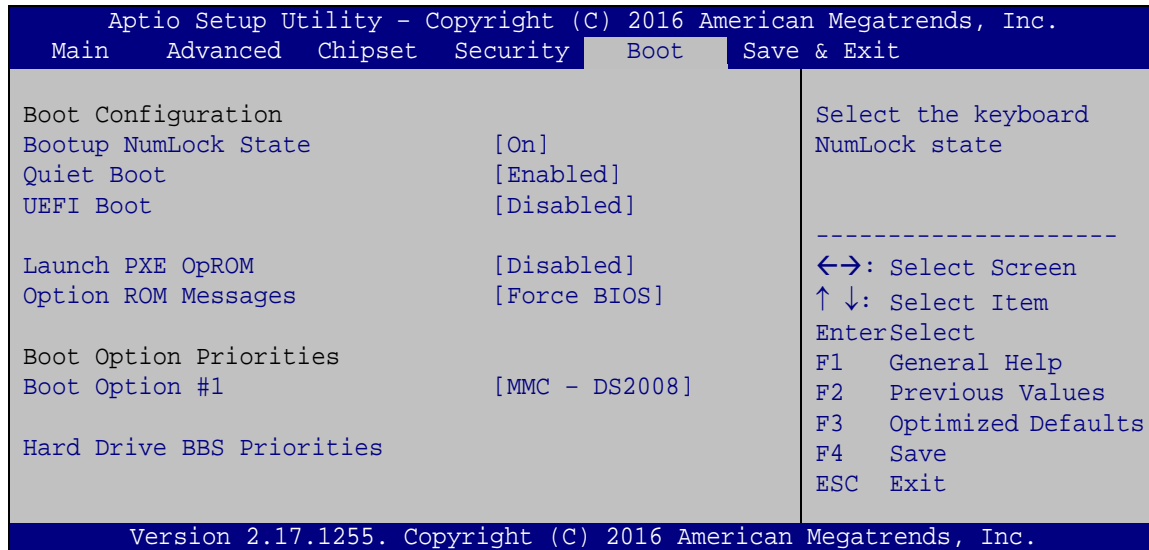 Aptio Setup Utility – Copyright (C) 2016 American Megatrends, Inc.
Main Advanced Chipset Security Boot Save & Exit
Boot Configuration
Bootup NumLock State [On]
Quiet Boot [Enabled]
UEFI Boot [Disabled]
Launch PXE OpROM [Disabled]
Option ROM Messages [Force BIOS]
Boot Option Priorities
Boot Option #1 [MMC – DS2008]
Hard Drive BBS Priorities
Select the keyboard
NumLock state
---------------------
←→: Select Screen
↑ ↓: Select Item
EnterSelect
F1 General Help
F2 Previous Values
F3 Optimized Defaults
F4 Save
ESC Exit
Version 2.17.1255. Copyright (C) 2016 American Megatrends, Inc.